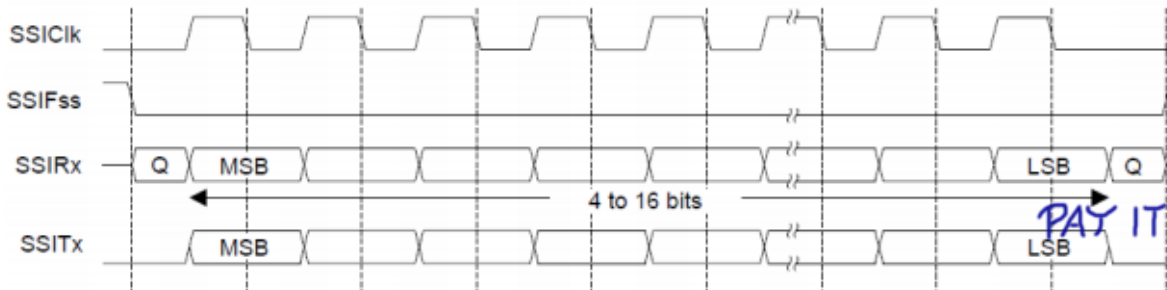 SSIClk
SSIFss
SSIRx Q MSB LSB Q
4 to 16 bits
PAY IT
SSITx MSB LSB